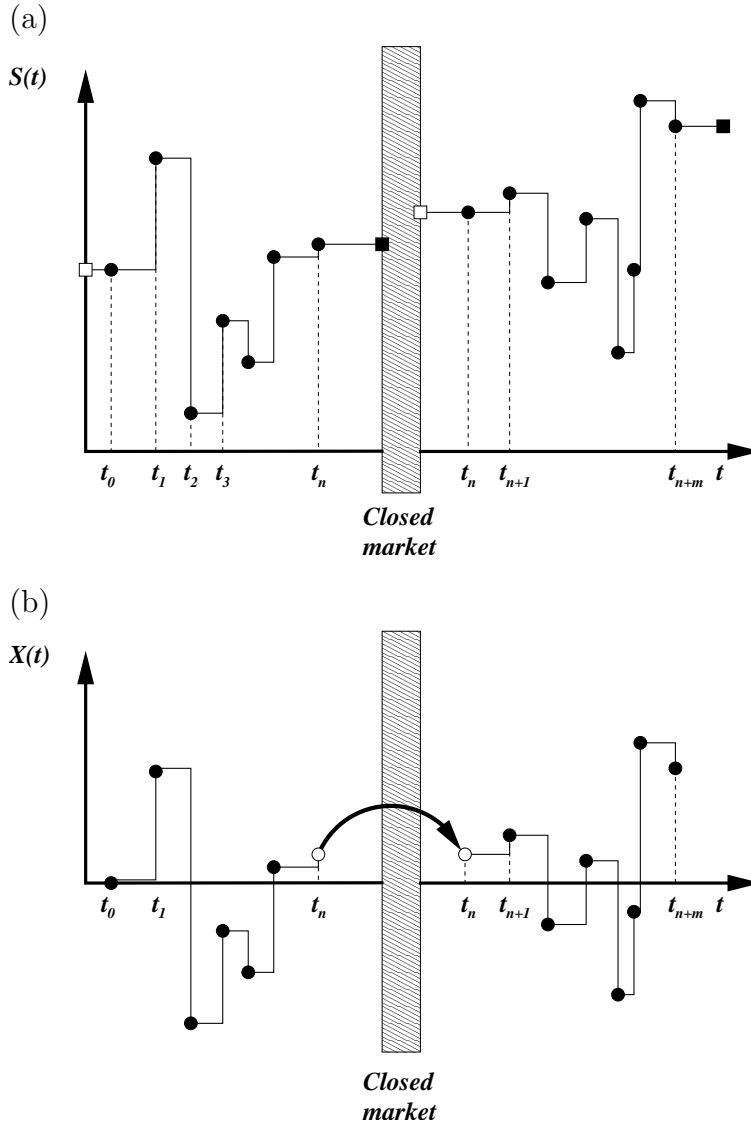 (a)
S(t)
t₀ t₁ t₂ t₃ tₙ tₙ tₙ₊₁ tₙ₊ₘ t
Closed
market
(b)
X(t)
t₀ t₁ tₙ tₙ tₙ₊₁ tₙ₊ₘ t
Closed
market